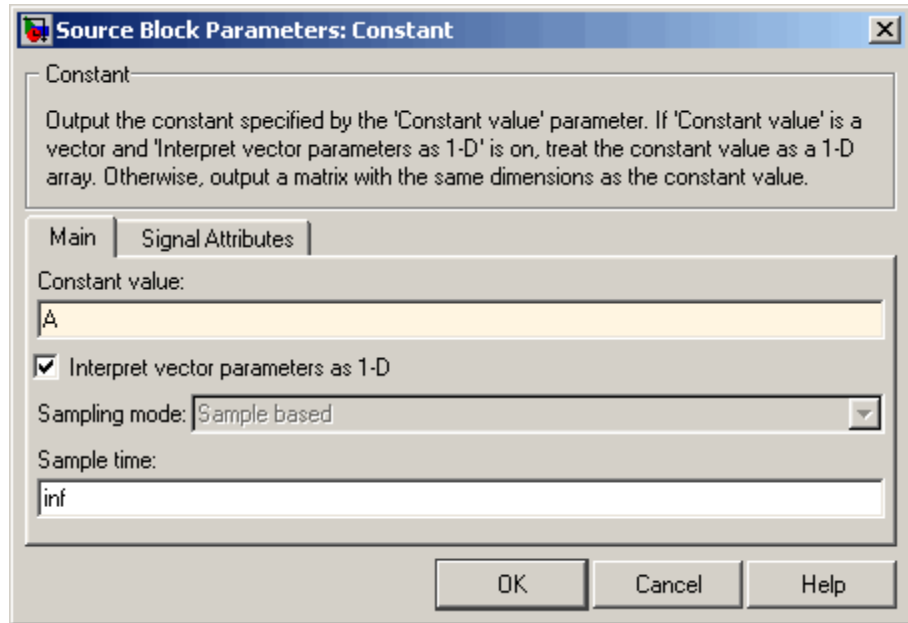 Source Block Parameters: Constant
Constant
Output the constant specified by the 'Constant value' parameter. If 'Constant value' is a
vector and 'Interpret vector parameters as 1-D' is on, treat the constant value as a 1-D
array. Otherwise, output a matrix with the same dimensions as the constant value.
Main Signal Attributes
Constant value:
A
Interpret vector parameters as 1-D
Sampling mode: Sample based
Sample time:
inf
OK Cancel Help